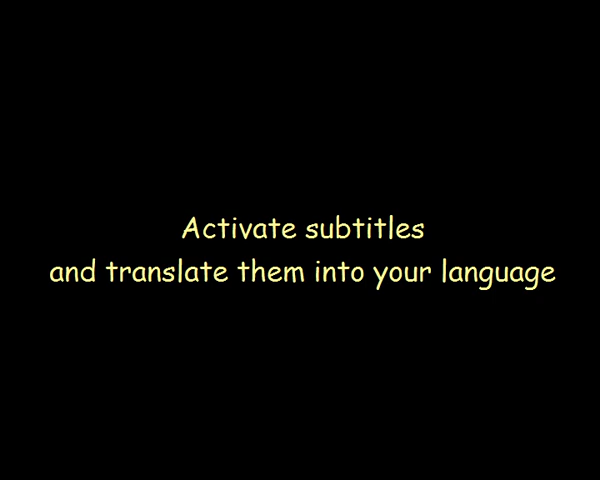 Activate subtitles
and translate them into your language